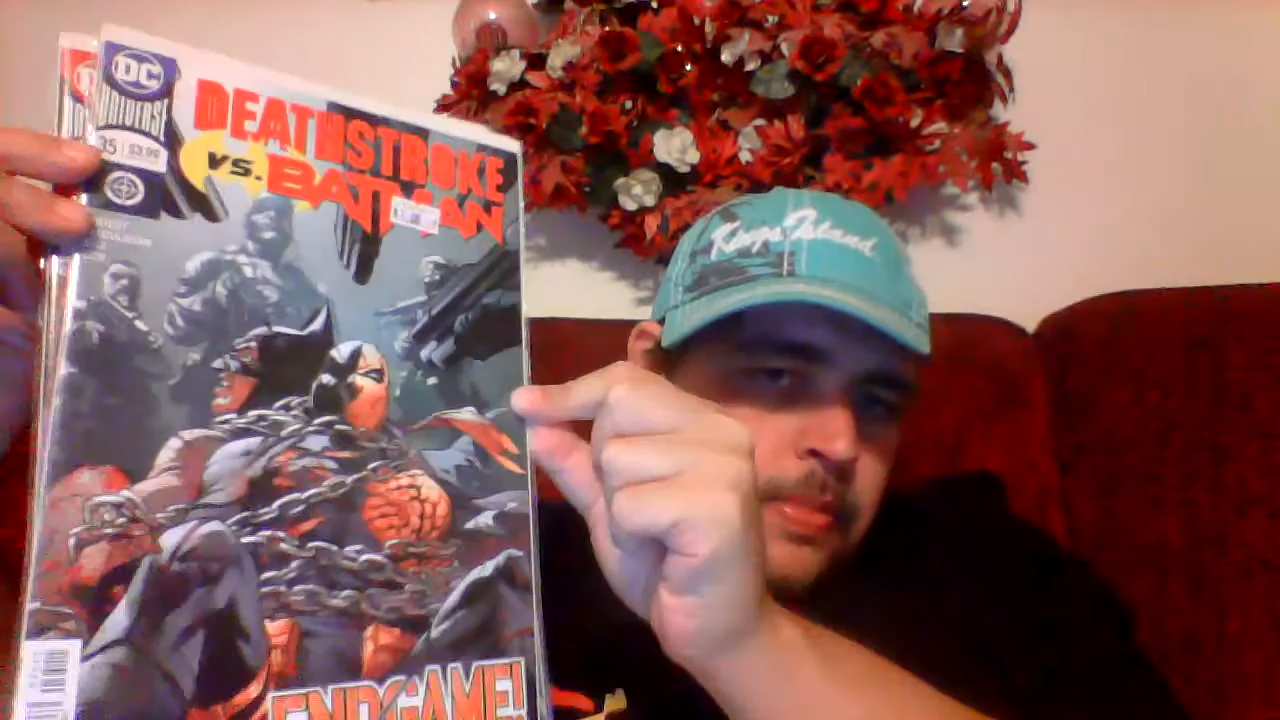 DC
UNIVERSE
35 | $3.99
DEATHSTROKE
VS. BATMAN
Kings Island
ENDGAME!